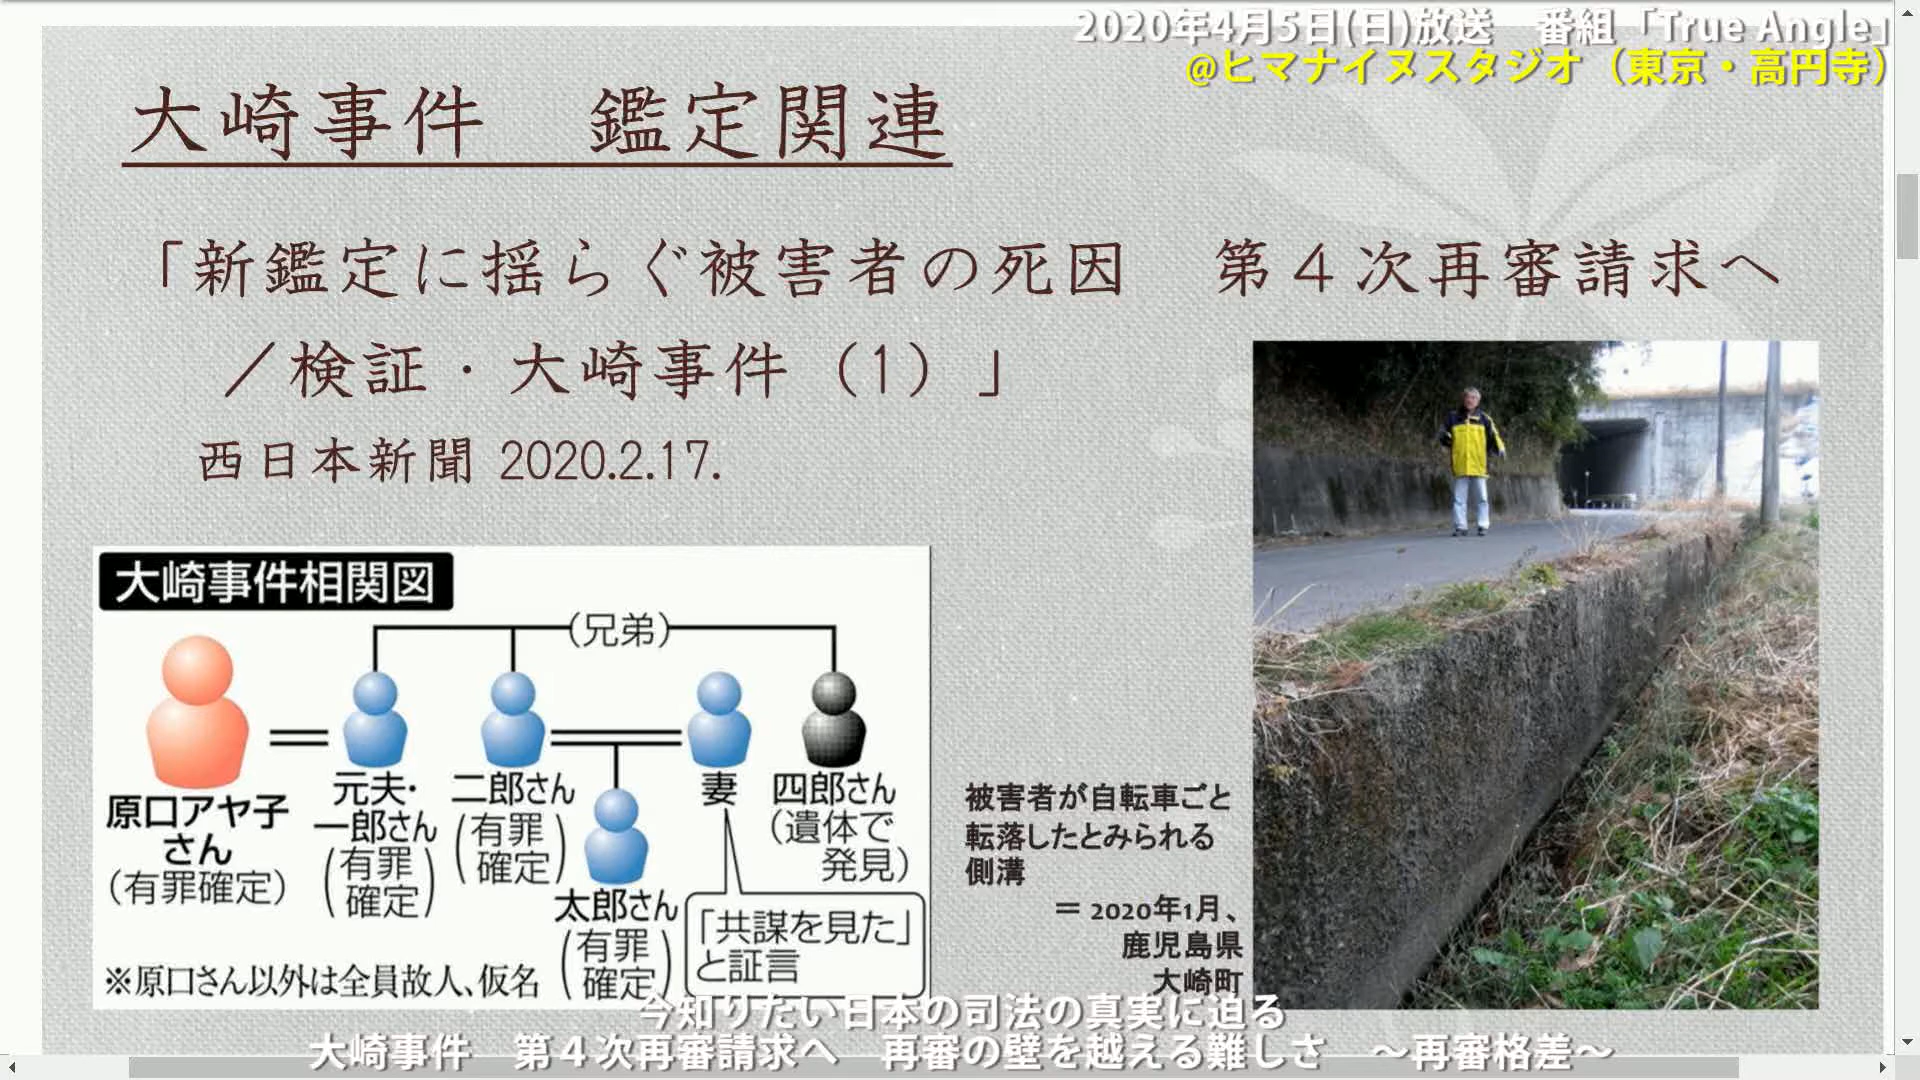 2020年4月5日(日)放送　番組「True Angle」
@ヒマナイヌスタジオ（東京・高円寺）
大崎事件　鑑定関連
「新鑑定に揺らぐ被害者の死因　第４次再審請求へ
／検証・大崎事件（1）」
西日本新聞 2020.2.17.
大崎事件相関図
（兄弟）
原口アヤ子
さん
（有罪確定）
元夫・
一郎さん
（有罪
確定）
二郎さん
（有罪
確定）
太郎さん
（有罪
確定）
妻
「共謀を見た」
と証言
四郎さん
（遺体で
発見）
※原口さん以外は全員故人、仮名
被害者が自転車ごと
転落したとみられる
側溝
＝ 2020年1月、
鹿児島県
大崎町
今知りたい日本の司法の真実に迫る
大崎事件　第４次再審請求へ　再審の壁を越える難しさ　～再審格差～